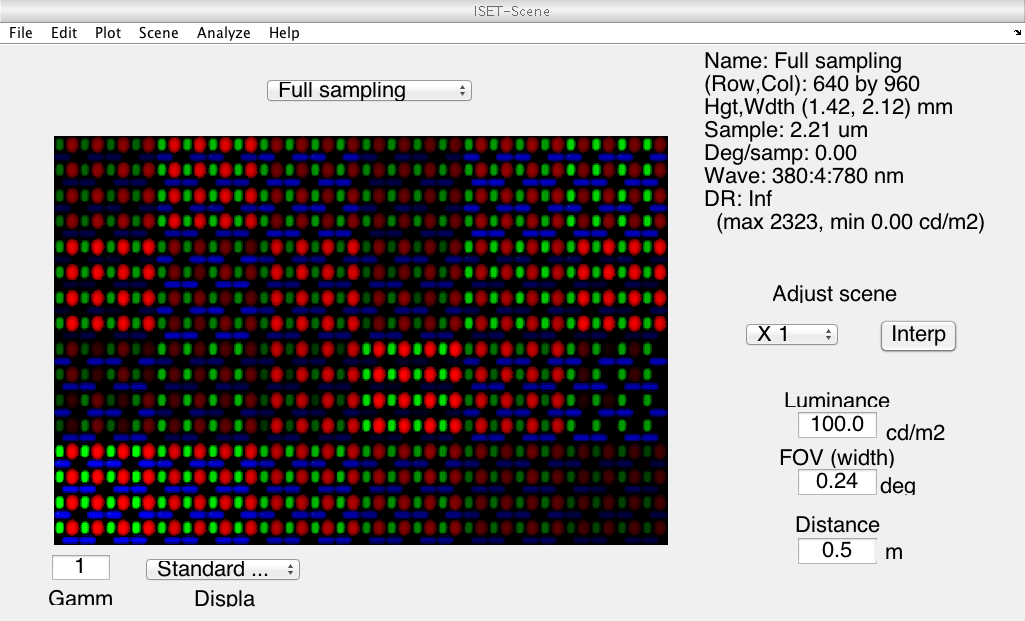 ISET-Scene
File Edit Plot Scene Analyze Help
Full sampling
Name: Full sampling
(Row,Col): 640 by 960
Hgt,Wdth (1.42, 2.12) mm
Sample: 2.21 um
Deg/samp: 0.00
Wave: 380:4:780 nm
DR: Inf
(max 2323, min 0.00 cd/m2)
Adjust scene
X 1 Interp
Luminance
100.0 cd/m2
FOV (width)
0.24 deg
Distance
0.5 m
1 Standard ...
Gamm Displa